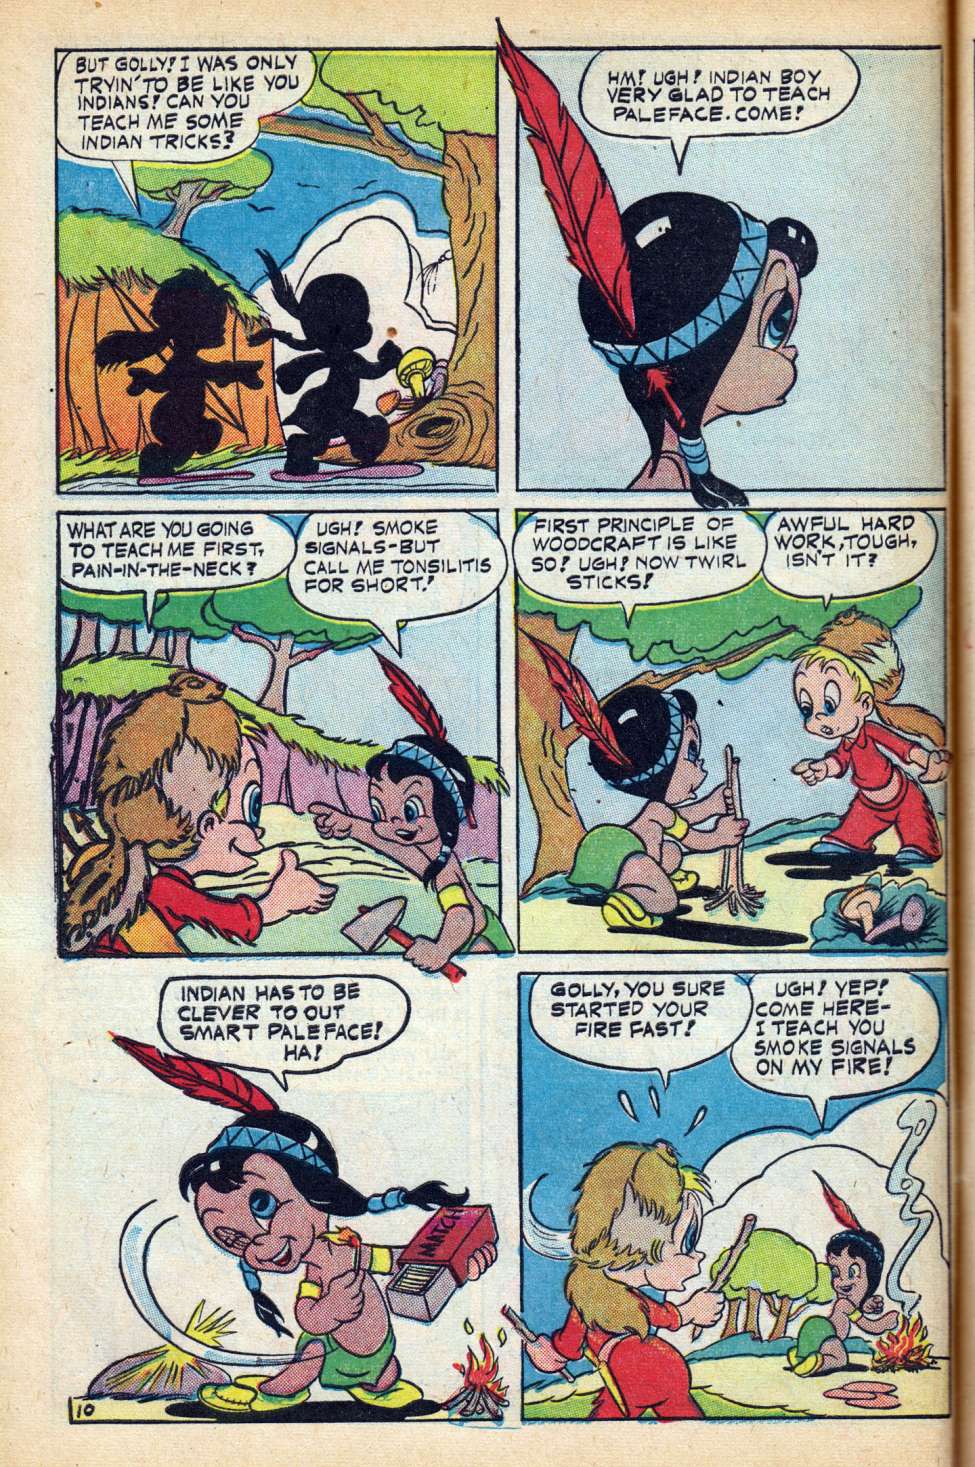 BUT GOLLY! I WAS ONLY
TRYIN' TO BE LIKE YOU
INDIANS! CAN YOU
TEACH ME SOME
INDIAN TRICKS?
HM! UGH! INDIAN BOY
VERY GLAD TO TEACH
PALEFACE. COME!
WHAT ARE YOU GOING
TO TEACH ME FIRST,
PAIN-IN-THE-NECK?
UGH! SMOKE
SIGNALS-BUT
CALL ME TONSILITIS
FOR SHORT!
FIRST PRINCIPLE OF
WOODCRAFT IS LIKE
SO! UGH! NOW TWIRL
STICKS!
AWFUL HARD
WORK, TOUGH,
ISN'T IT?
INDIAN HAS TO BE
CLEVER TO OUT
SMART PALEFACE!
HA!
MATCH
GOLLY, YOU SURE
STARTED YOUR
FIRE FAST!
UGH! YEP!
COME HERE-
I TEACH YOU
SMOKE SIGNALS
ON MY FIRE!
10